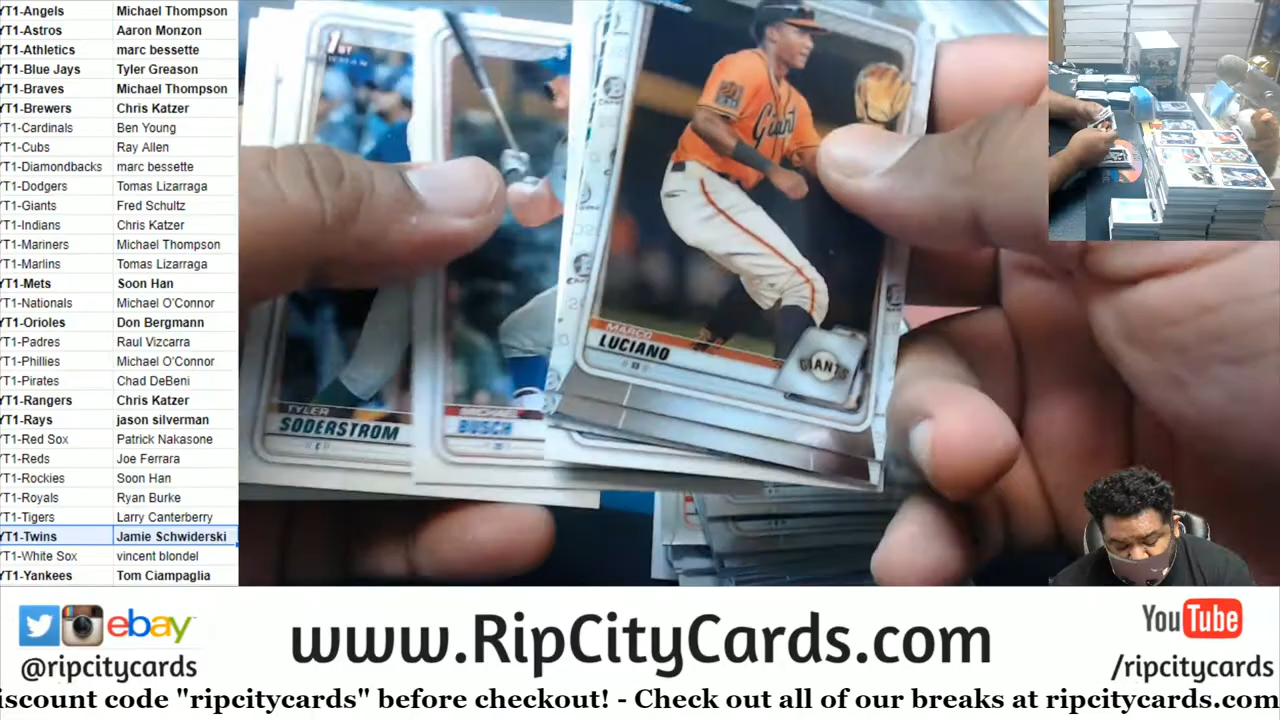 YT1-Angels Michael Thompson
YT1-Astros Aaron Monzon
YT1-Athletics marc bessette
YT1-Blue Jays Tyler Greason
YT1-Braves Michael Thompson
YT1-Brewers Chris Katzer
YT1-Cardinals Ben Young
YT1-Cubs Ray Allen
YT1-Diamondbacks marc bessette
YT1-Dodgers Tomas Lizarraga
YT1-Giants Fred Schultz
YT1-Indians Chris Katzer
YT1-Mariners Michael Thompson
YT1-Marlins Tomas Lizarraga
YT1-Mets Soon Han
YT1-Nationals Michael O'Connor
YT1-Orioles Don Bergmann
YT1-Padres Raul Vizcarra
YT1-Phillies Michael O'Connor
YT1-Pirates Chad DeBeni
YT1-Rangers Chris Katzer
YT1-Rays jason silverman
YT1-Red Sox Patrick Nakasone
YT1-Reds Joe Ferrara
YT1-Rockies Soon Han
YT1-Royals Ryan Burke
YT1-Tigers Larry Canterberry
YT1-Twins Jamie Schwiderski
YT1-White Sox vincent blondel
YT1-Yankees Tom Ciampaglia
1ST
TYLER
SODERSTROM
MICHAEL
BUSCH
Giants
MARCO
LUCIANO
GIANTS
ebay
@ripcitycards
www.RipCityCards.com
YouTube
/ripcitycards
iscount code "ripcitycards" before checkout! - Check out all of our breaks at ripcitycards.com